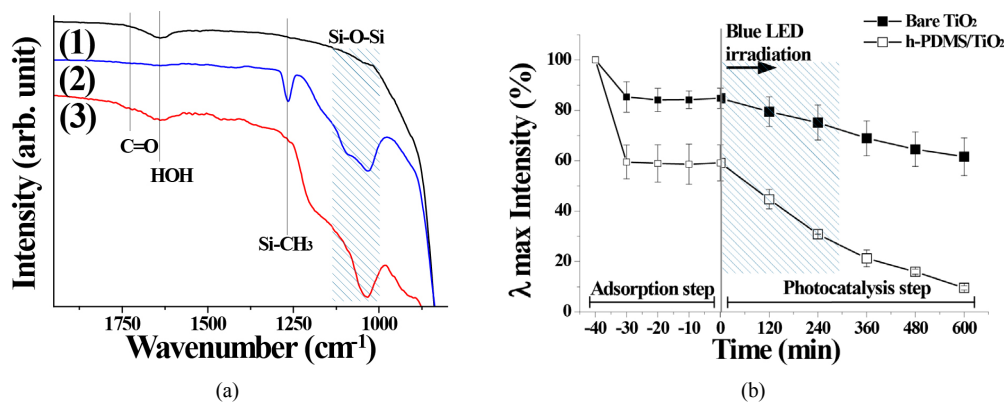 (1)
(2)
(3)
Si-O-Si
C=O
HOH
Si-CH₃
Intensity (arb. unit)
1750
1500
1250
1000
Wavenumber (cm⁻¹)
(a)
Bare TiO₂
h-PDMS/TiO₂
Blue LED
irradiation
λ max Intensity (%)
100
80
60
40
20
0
Adsorption step
Photocatalysis step
-40 -30 -20 -10 0 120 240 360 480 600
Time (min)
(b)